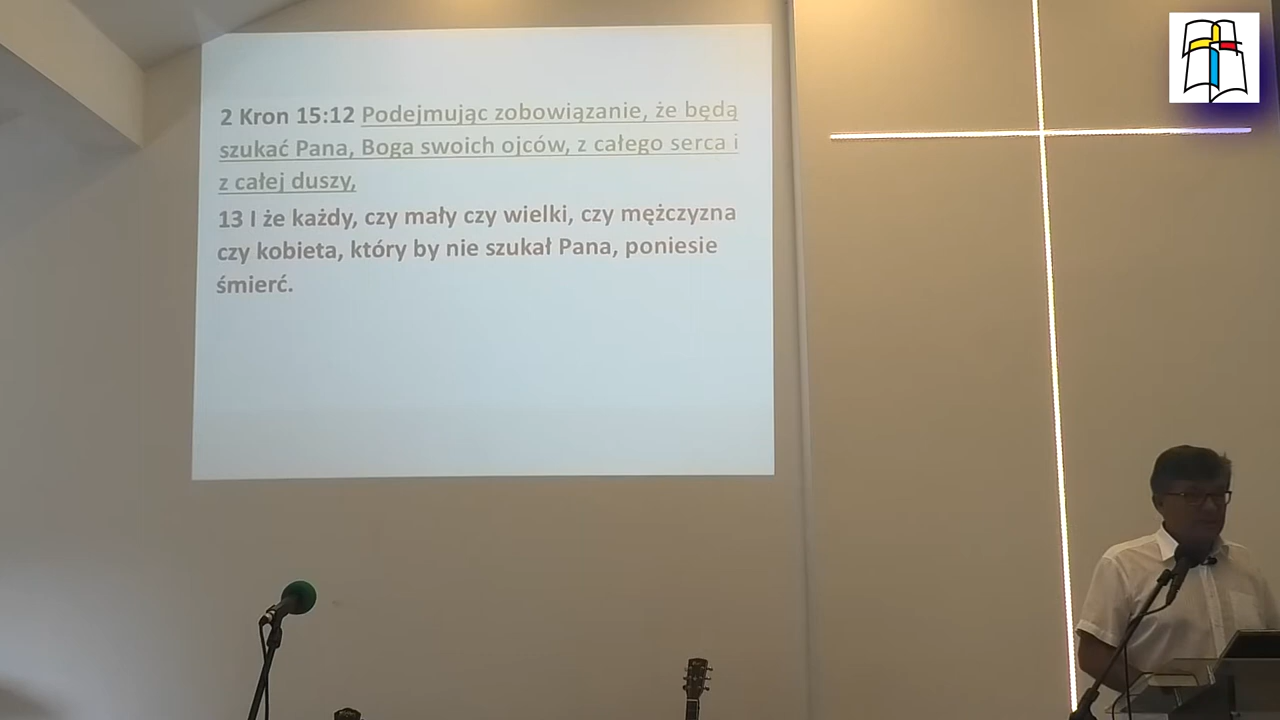 2 Kron 15:12 Podejmując zobowiązanie, że będą
szukać Pana, Boga swoich ojców, z całego serca i
z całej duszy,
13 I że każdy, czy mały czy wielki, czy mężczyzna
czy kobieta, który by nie szukał Pana, poniesie
śmierć.